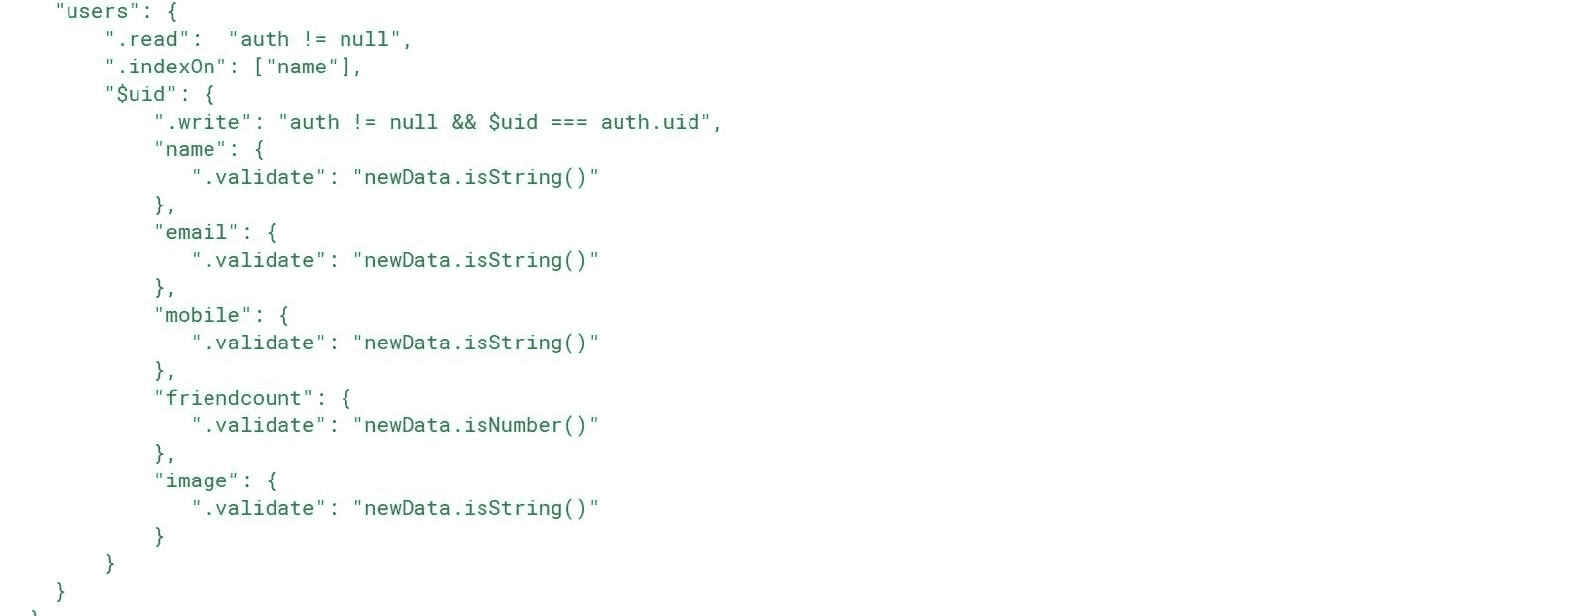 "users": {
".read":  "auth != null",
".indexOn": ["name"],
"$uid": {
".write": "auth != null && $uid === auth.uid",
"name": {
".validate": "newData.isString()"
},
"email": {
".validate": "newData.isString()"
},
"mobile": {
".validate": "newData.isString()"
},
"friendcount": {
".validate": "newData.isNumber()"
},
"image": {
".validate": "newData.isString()"
}
}
}
}